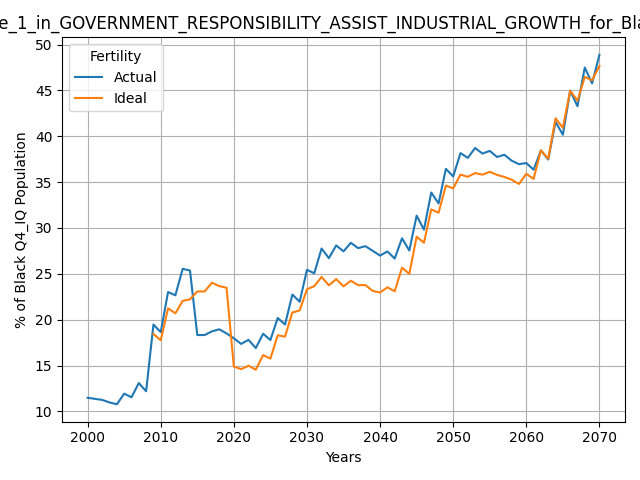 e_1_in_GOVERNMENT_RESPONSIBILITY_ASSIST_INDUSTRIAL_GROWTH_for_Bla
Fertility
Actual
Ideal
% of Black Q4_IQ Population
50
45
40
35
30
25
20
15
10
2000
2010
2020
2030
2040
2050
2060
2070
Years